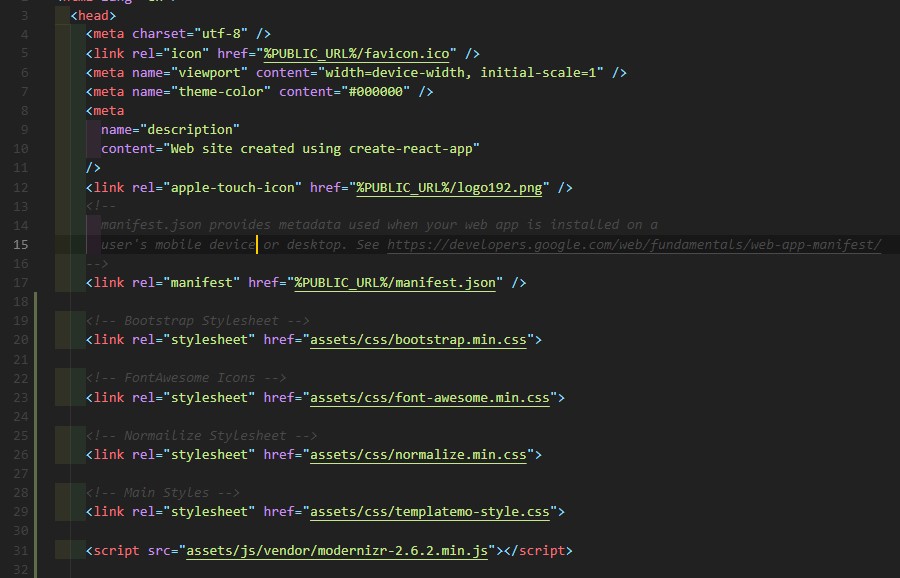 3 <head>
4 <meta charset="utf-8" />
5 <link rel="icon" href="%PUBLIC_URL%/favicon.ico" />
6 <meta name="viewport" content="width=device-width, initial-scale=1" />
7 <meta name="theme-color" content="#000000" />
8 <meta
9 name="description"
10 content="Web site created using create-react-app"
11 />
12 <link rel="apple-touch-icon" href="%PUBLIC_URL%/logo192.png" />
13 <!--
14 manifest.json provides metadata used when your web app is installed on a
15 user's mobile device or desktop. See https://developers.google.com/web/fundamentals/web-app-manifest/
16 -->
17 <link rel="manifest" href="%PUBLIC_URL%/manifest.json" />
18
19 <!-- Bootstrap Stylesheet -->
20 <link rel="stylesheet" href="assets/css/bootstrap.min.css">
21
22 <!-- FontAwesome Icons -->
23 <link rel="stylesheet" href="assets/css/font-awesome.min.css">
24
25 <!-- Normailize Stylesheet -->
26 <link rel="stylesheet" href="assets/css/normalize.min.css">
27
28 <!-- Main Styles -->
29 <link rel="stylesheet" href="assets/css/templatemo-style.css">
30
31 <script src="assets/js/vendor/modernizr-2.6.2.min.js"></script>
32